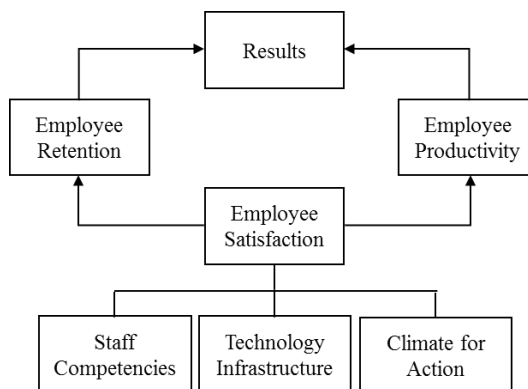 Results
Employee
Retention
Employee
Productivity
Employee
Satisfaction
Staff
Competencies
Technology
Infrastructure
Climate for
Action